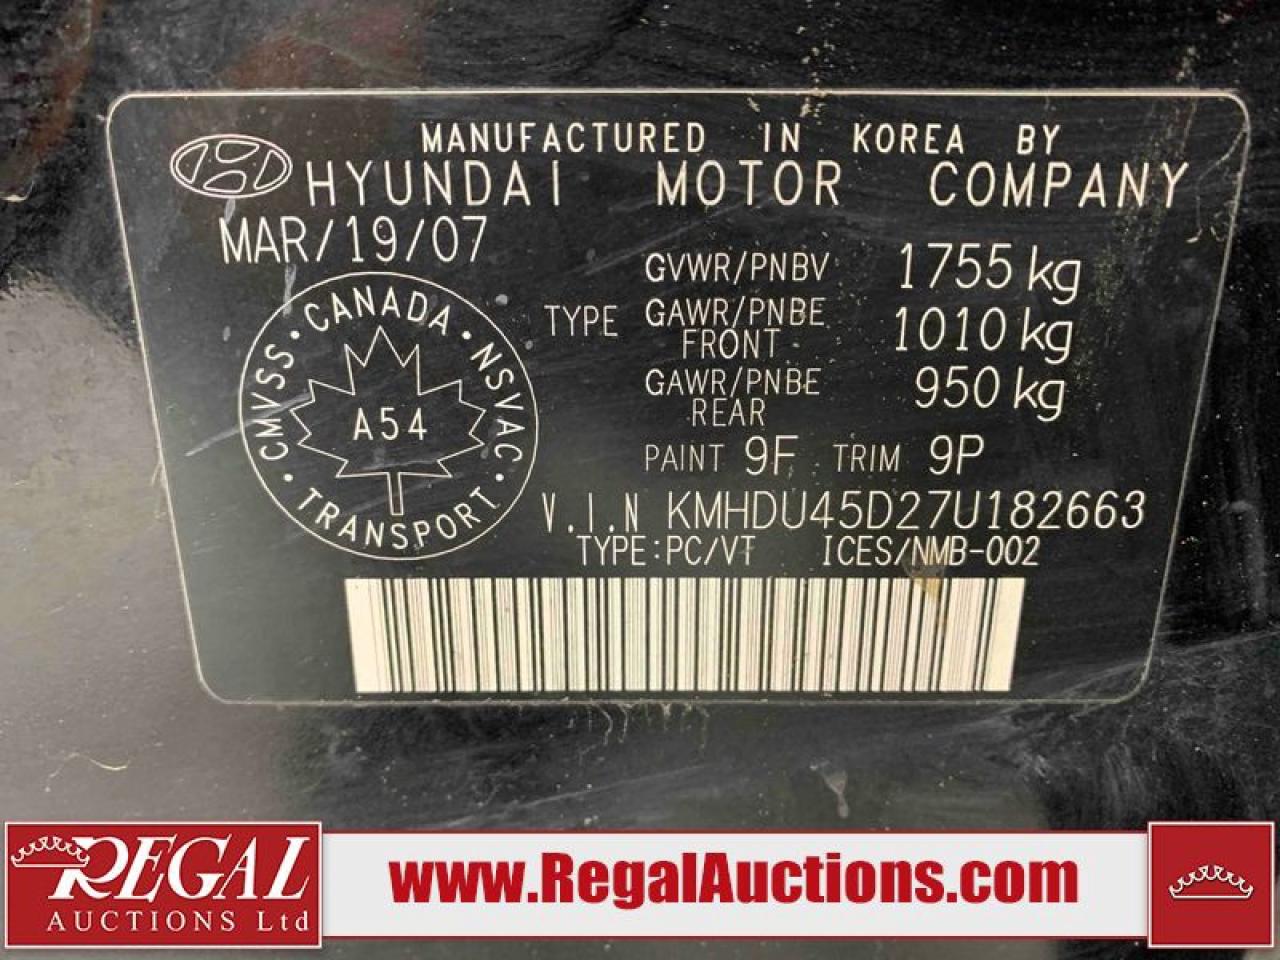 MANUFACTURED IN KOREA BY
HYUNDAI MOTOR COMPANY
MAR/19/07
GVWR/PNBV 1755 kg
TYPE GAWR/PNBE FRONT 1010 kg
GAWR/PNBE REAR 950 kg
CANADA · NSVAC · TRANSPORT · CMVSS ·
A54
PAINT 9F TRIM 9P
V.I.N KMHDU45D27U182663
TYPE:PC/VT ICES/NMB-002
REGAL
AUCTIONS Ltd
www.RegalAuctions.com